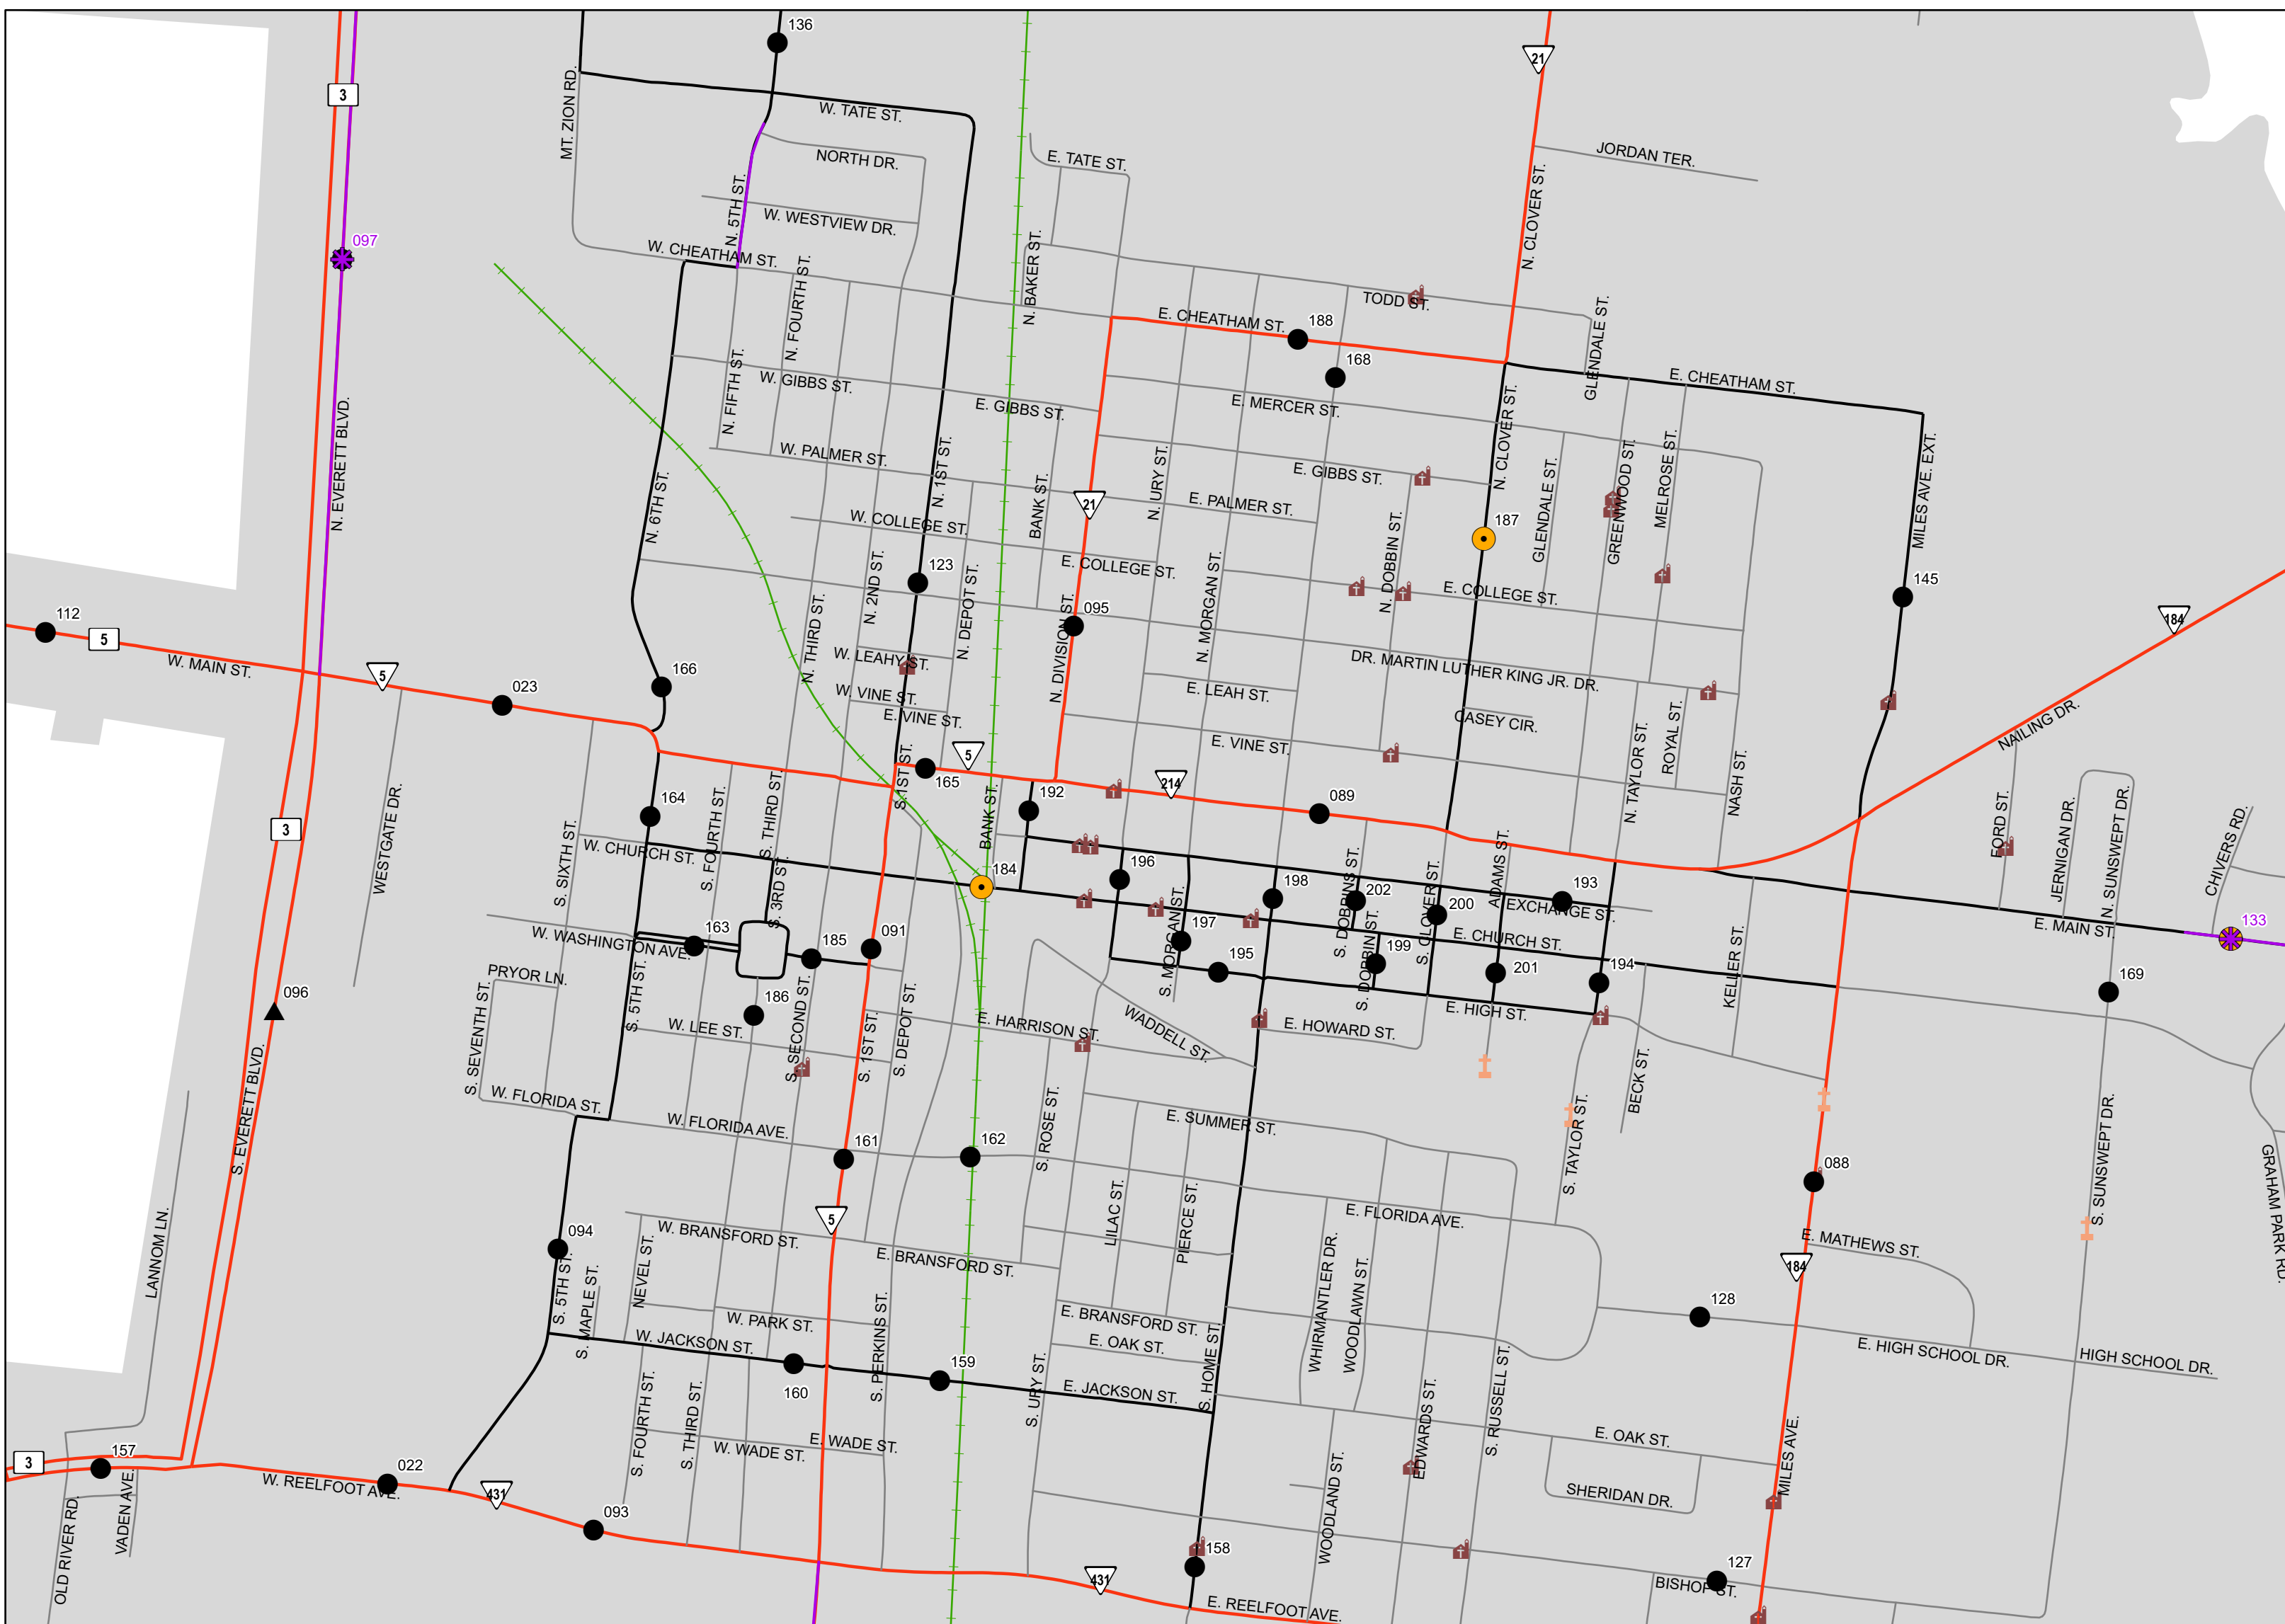 136
21
W. TATE ST.
MT. ZION RD.
3
NORTH DR.
E. TATE ST.
JORDAN TER.
N. 5TH ST.
W. WESTVIEW DR.
N. CLOVER ST.
097
W. CHEATHAM ST.
N. FOURTH ST.
N. BAKER ST.
TODD ST.
E. CHEATHAM ST.
188
GLENDALE ST.
168
N. FIFTH ST.
W. GIBBS ST.
E. GIBBS ST.
E. MERCER ST.
N. CLOVER ST.
E. CHEATHAM ST.
N. EVERETT BLVD.
W. PALMER ST.
N. 1ST ST.
E. GIBBS ST.
MELROSE ST.
GREENWOOD ST.
MILES AVE. EXT.
N. 6TH ST.
BANK ST.
21
N. URY ST.
E. PALMER ST.
187
GLENDALE ST.
W. COLLEGE ST.
N. DOBBIN ST.
E. COLLEGE ST.
123
N. 2ND ST.
N. DEPOT ST.
E. COLLEGE ST.
145
112
5
W. MAIN ST.
N. THIRD ST.
095
N. MORGAN ST.
184
W. LEAHY ST.
N. DIVISION ST.
DR. MARTIN LUTHER KING JR. DR.
5
023
166
W. VINE ST.
E. VINE ST.
E. LEAH ST.
CASEY CIR.
ROYAL ST.
N. TAYLOR ST.
NAILING DR.
E. VINE ST.
5
165
S. 1ST ST.
214
NASH ST.
164
192
089
3
WESTGATE DR.
S. SIXTH ST.
W. CHURCH ST.
S. FOURTH ST.
S. THIRD ST.
BANK ST.
FORD ST.
JERNIGAN DR.
N. SUNSWEPT DR.
CHIVERS RD.
S. 3RD ST.
184
196
198
S. DOBBINS ST.
202
S. CLOVER ST.
200
ADAMS ST.
193
EXCHANGE ST.
E. MAIN ST.
133
W. WASHINGTON AVE.
163
185
091
S. MORGAN ST.
197
195
S. DOBBIN ST.
199
E. CHURCH ST.
201
194
KELLER ST.
169
096
PRYOR LN.
S. SEVENTH ST.
S. 5TH ST.
186
W. LEE ST.
S. SECOND ST.
S. 1ST ST.
S. DEPOT ST.
E. HARRISON ST.
WADDELL ST.
E. HOWARD ST.
E. HIGH ST.
BECK ST.
S. EVERETT BLVD.
W. FLORIDA ST.
W. FLORIDA AVE.
161
162
S. ROSE ST.
E. SUMMER ST.
S. TAYLOR ST.
088
S. SUNSWEPT DR.
GRAHAM PARK RD.
LANNOM LN.
094
5
LILAC ST.
PIERCE ST.
E. FLORIDA AVE.
E. MATHEWS ST.
184
W. BRANSFORD ST.
E. BRANSFORD ST.
NEVEL ST.
S. 5TH ST.
S. MAPLE ST.
W. PARK ST.
S. PERKINS ST.
E. BRANSFORD ST.
WHIRMANTLER DR.
WOODLAWN ST.
128
E. HIGH SCHOOL DR.
HIGH SCHOOL DR.
W. JACKSON ST.
160
159
E. OAK ST.
E. JACKSON ST.
S. HOME ST.
S. FOURTH ST.
S. THIRD ST.
S. URY ST.
EDWARDS ST.
S. RUSSELL ST.
E. OAK ST.
MILES AVE.
W. WADE ST.
E. WADE ST.
3
157
VADEN AVE.
OLD RIVER RD.
022
W. REELFOOT AVE.
431
093
WOODLAND ST.
SHERIDAN DR.
158
431
127
BISHOP ST.
E. REELFOOT AVE.